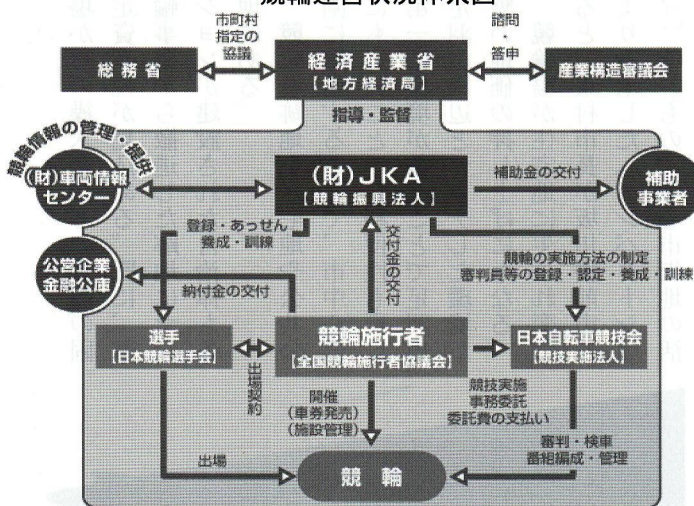 競輪運営状況体系図
市町村
指定の
協議
諮問
・
答申
総務省
経済産業省
【地方経済局】
産業構造審議会
指導・監督
競輪情報の管理・提供
(財)車両情報
センター
(財)JKA
【競輪振興法人】
補助金の交付
補助
事業者
登録・あっせん
養成・訓練
交付金の交付
競輪の実施方法の制定
審判員等の登録・認定・養成・訓練
公営企業
金融公庫
納付金の交付
選手
【日本競輪選手会】
出場契約
競輪施行者
【全国競輪施行者協議会】
日本自転車競技会
【競技実施法人】
開催
(車券発売)
(施設管理)
競技実施
事務委託
委託費の支払い
審判・検車
番組編成・管理
出場
競輪